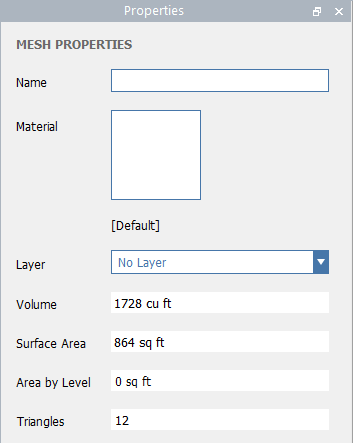 Properties
MESH PROPERTIES
Name
Material
[Default]
Layer No Layer
Volume 1728 cu ft
Surface Area 864 sq ft
Area by Level 0 sq ft
Triangles 12